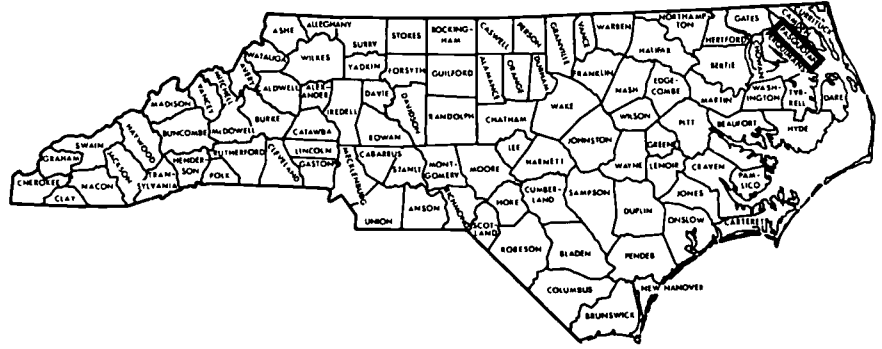 ASHE
ALLEGHANY
SURRY
STOKES
ROCKING-
HAM
CASWELL
PERSON
GRANVILLE
VANCE
WARREN
NORTHAMP-
TON
GATES
CAMDEN
CURRITUCK
PASQUOTANK
PERQUIMANS
HERTFORD
HALIFAX
WATAUGA
WILKES
YADKIN
FORSYTH
GUILFORD
ALAMANCE
ORANGE
DURHAM
FRANKLIN
BERTIE
CHOWAN
MITCHELL
AVERY
YANCEY
CALDWELL
ALEX-
ANDER
IREDELL
DAVIE
DAVIDSON
RANDOLPH
CHATHAM
WAKE
NASH
EDGE-
COMBE
MARTIN
WASH-
INGTON
TYR-
RELL
DARE
MADISON
BUNCOMBE
McDOWELL
BURKE
CATAWBA
ROWAN
WILSON
PITT
BEAUFORT
HYDE
SWAIN
HAYWOOD
GRAHAM
JACKSON
HENDER-
SON
RUTHERFORD
CLEVELAND
LINCOLN
GASTON
MECKLENBURG
CABARRUS
STANLY
MONT-
GOMERY
MOORE
LEE
HARNETT
JOHNSTON
WAYNE
GREENE
LENOIR
CRAVEN
PAM-
LICO
CHEROKEE
CLAY
MACON
TRAN-
SYLVANIA
POLK
UNION
ANSON
RICHMOND
SCOT-
LAND
HOKE
CUMBER-
LAND
SAMPSON
DUPLIN
JONES
ONSLOW
CARTERET
ROBESON
BLADEN
PENDER
COLUMBUS
NEW HANOVER
BRUNSWICK